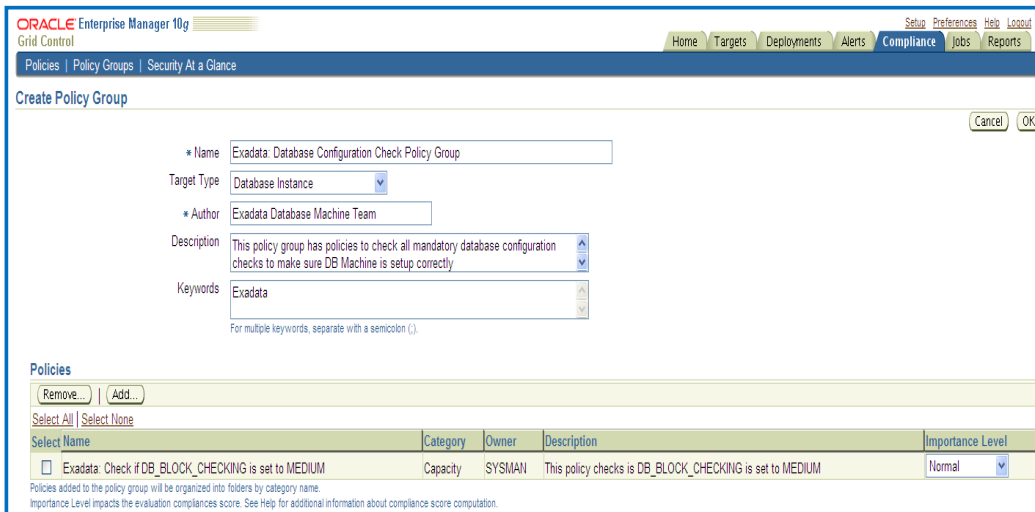 ORACLE Enterprise Manager 10g
Grid Control
Setup Preferences Help Logout
Home Targets Deployments Alerts Compliance Jobs Reports
Policies | Policy Groups | Security At a Glance
Create Policy Group
Cancel OK
* Name Exadata: Database Configuration Check Policy Group
Target Type Database Instance
* Author Exadata Database Machine Team
Description This policy group has policies to check all mandatory database configuration
checks to make sure DB Machine is setup correctly
Keywords Exadata
For multiple keywords, separate with a semicolon (;).
Policies
Remove... | Add...
Select All | Select None
Select Name Category Owner Description Importance Level
Exadata: Check if DB_BLOCK_CHECKING is set to MEDIUM Capacity SYSMAN This policy checks is DB_BLOCK_CHECKING is set to MEDIUM Normal
Policies added to the policy group will be organized into folders by category name.
Importance Level impacts the evaluation compliances score. See Help for additional information about compliance score computation.